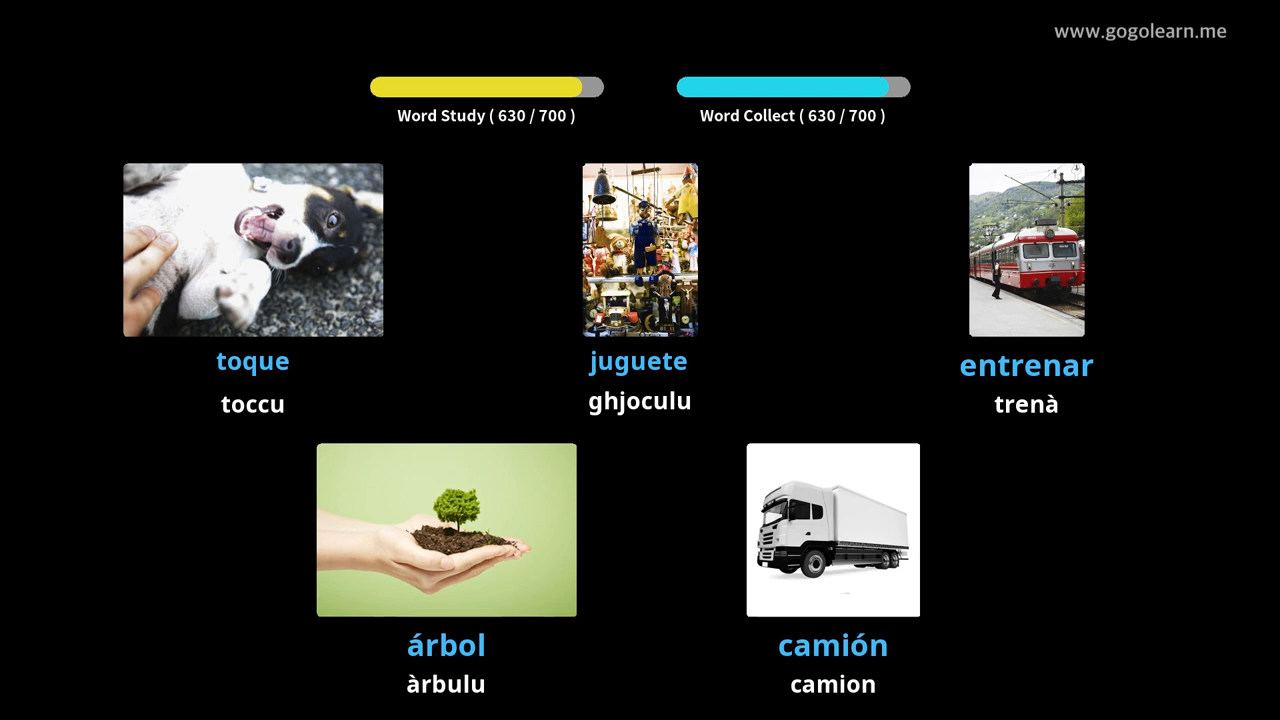 www.gogolearn.me
Word Study ( 630 / 700 )
Word Collect ( 630 / 700 )
toque
toccu
juguete
ghjoculu
entrenar
trenà
árbol
àrbulu
camión
camion